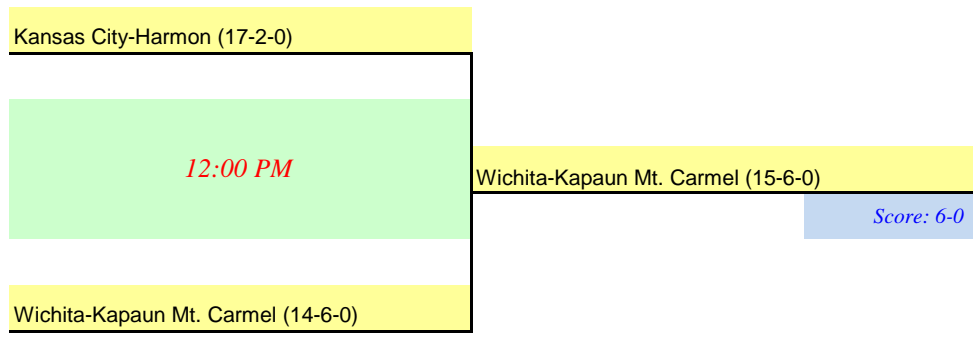 Kansas City-Harmon (17-2-0)
12:00 PM
Wichita-Kapaun Mt. Carmel (15-6-0)
Score: 6-0
Wichita-Kapaun Mt. Carmel (14-6-0)